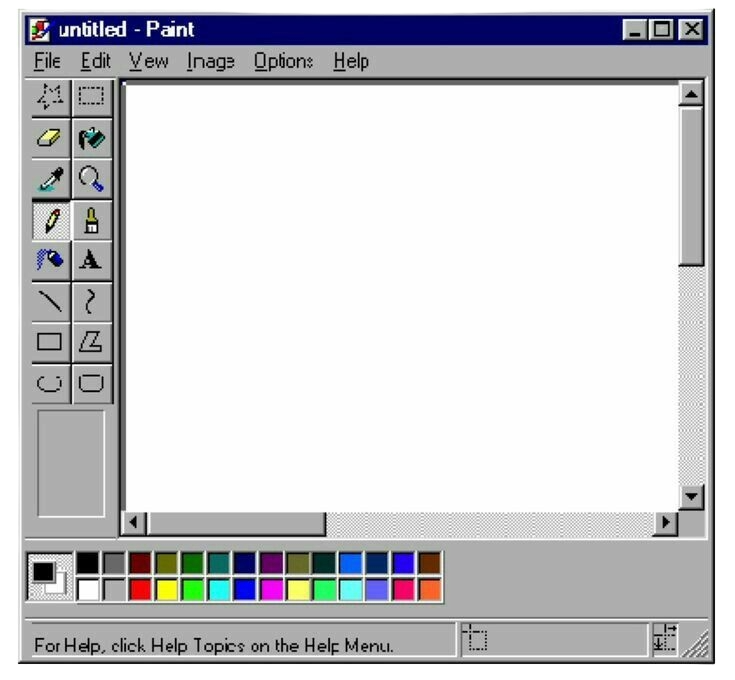 untitled - Paint
File Edit View Image Options Help
A
For Help, click Help Topics on the Help Menu.